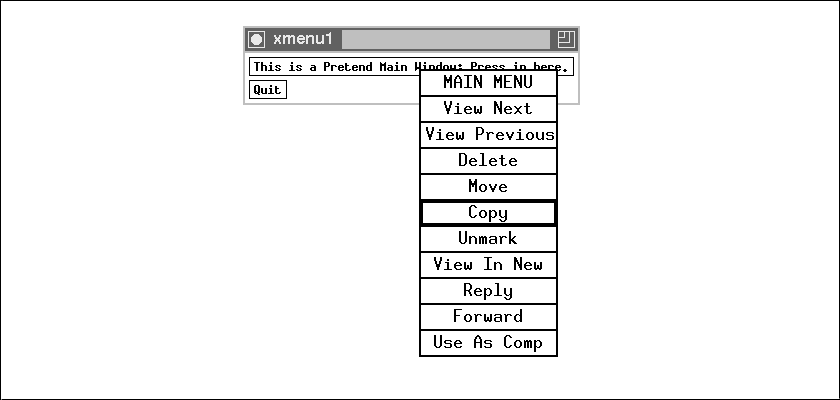 xmenu1
This is a Pretend Main Window: Press in here.
Quit
MAIN MENU
View Next
View Previous
Delete
Move
Copy
Unmark
View In New
Reply
Forward
Use As Comp